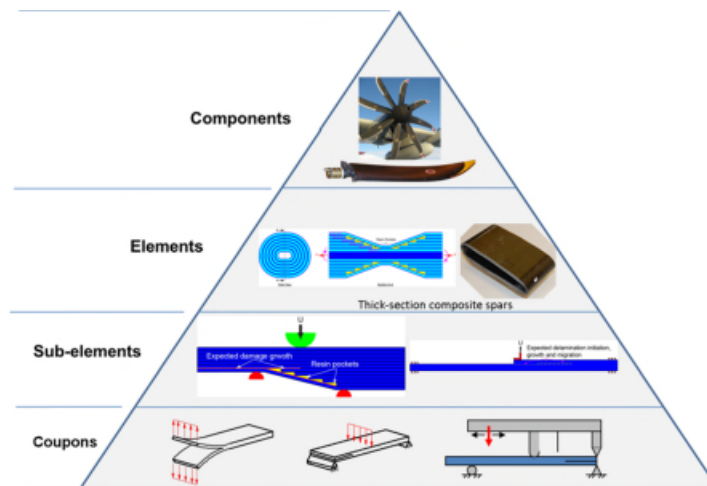 Components
Elements
Thick-section composite spars
Sub-elements
U
Expected damage gwoth
Resin pockets
U
Expected delamination initiation,
growth and migration
Coupons